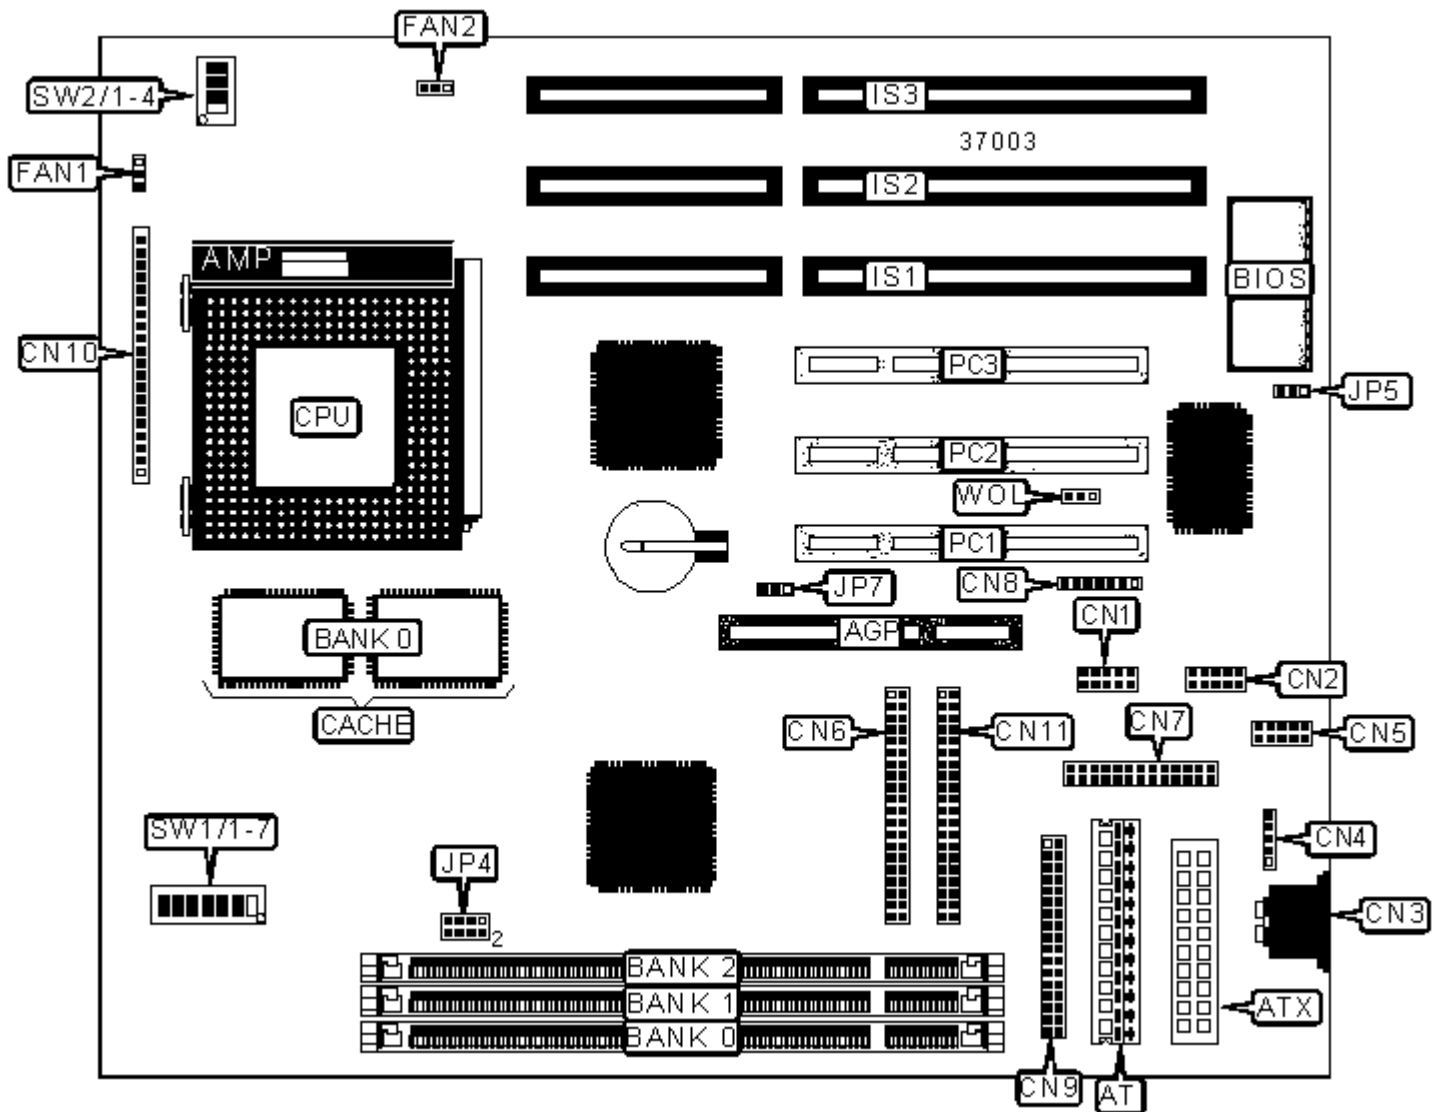 FAN2
SW2/1-4
IS3
37003
FAN1
IS2
AMP
IS1
BIOS
CN10
PC3
JP5
CPU
PC2
WOL
PC1
JP7
CN8
CN1
BANK 0
AGP
CN2
CACHE
CN6
CN11
CN7
CN5
SW1/1-7
JP4
CN4
CN3
2
BANK 2
BANK 1
ATX
BANK 0
CN9
AT